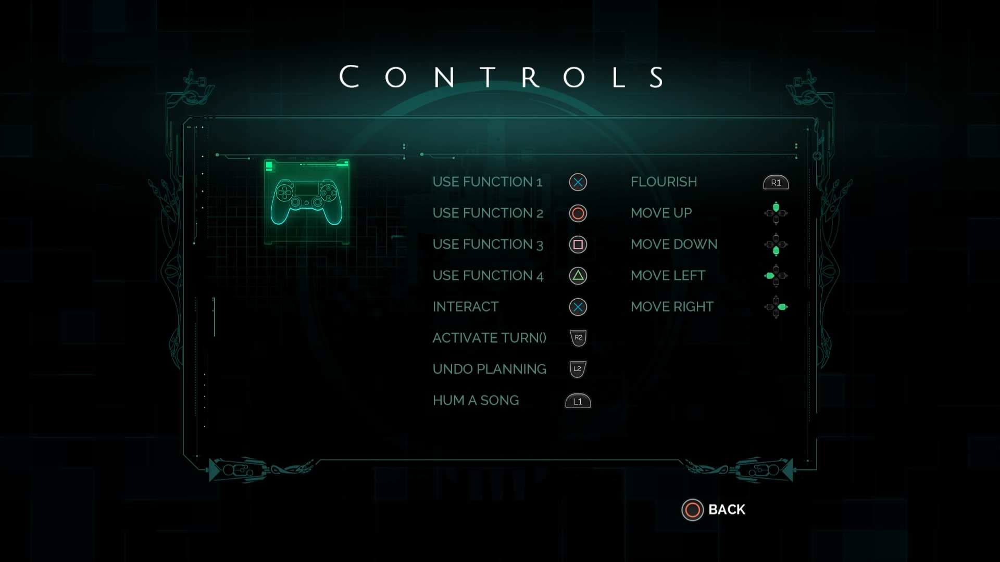 CONTROLS
USE FUNCTION 1
USE FUNCTION 2
USE FUNCTION 3
USE FUNCTION 4
INTERACT
ACTIVATE TURN() R2
UNDO PLANNING L2
HUM A SONG L1
FLOURISH R1
MOVE UP
MOVE DOWN
MOVE LEFT
MOVE RIGHT
BACK